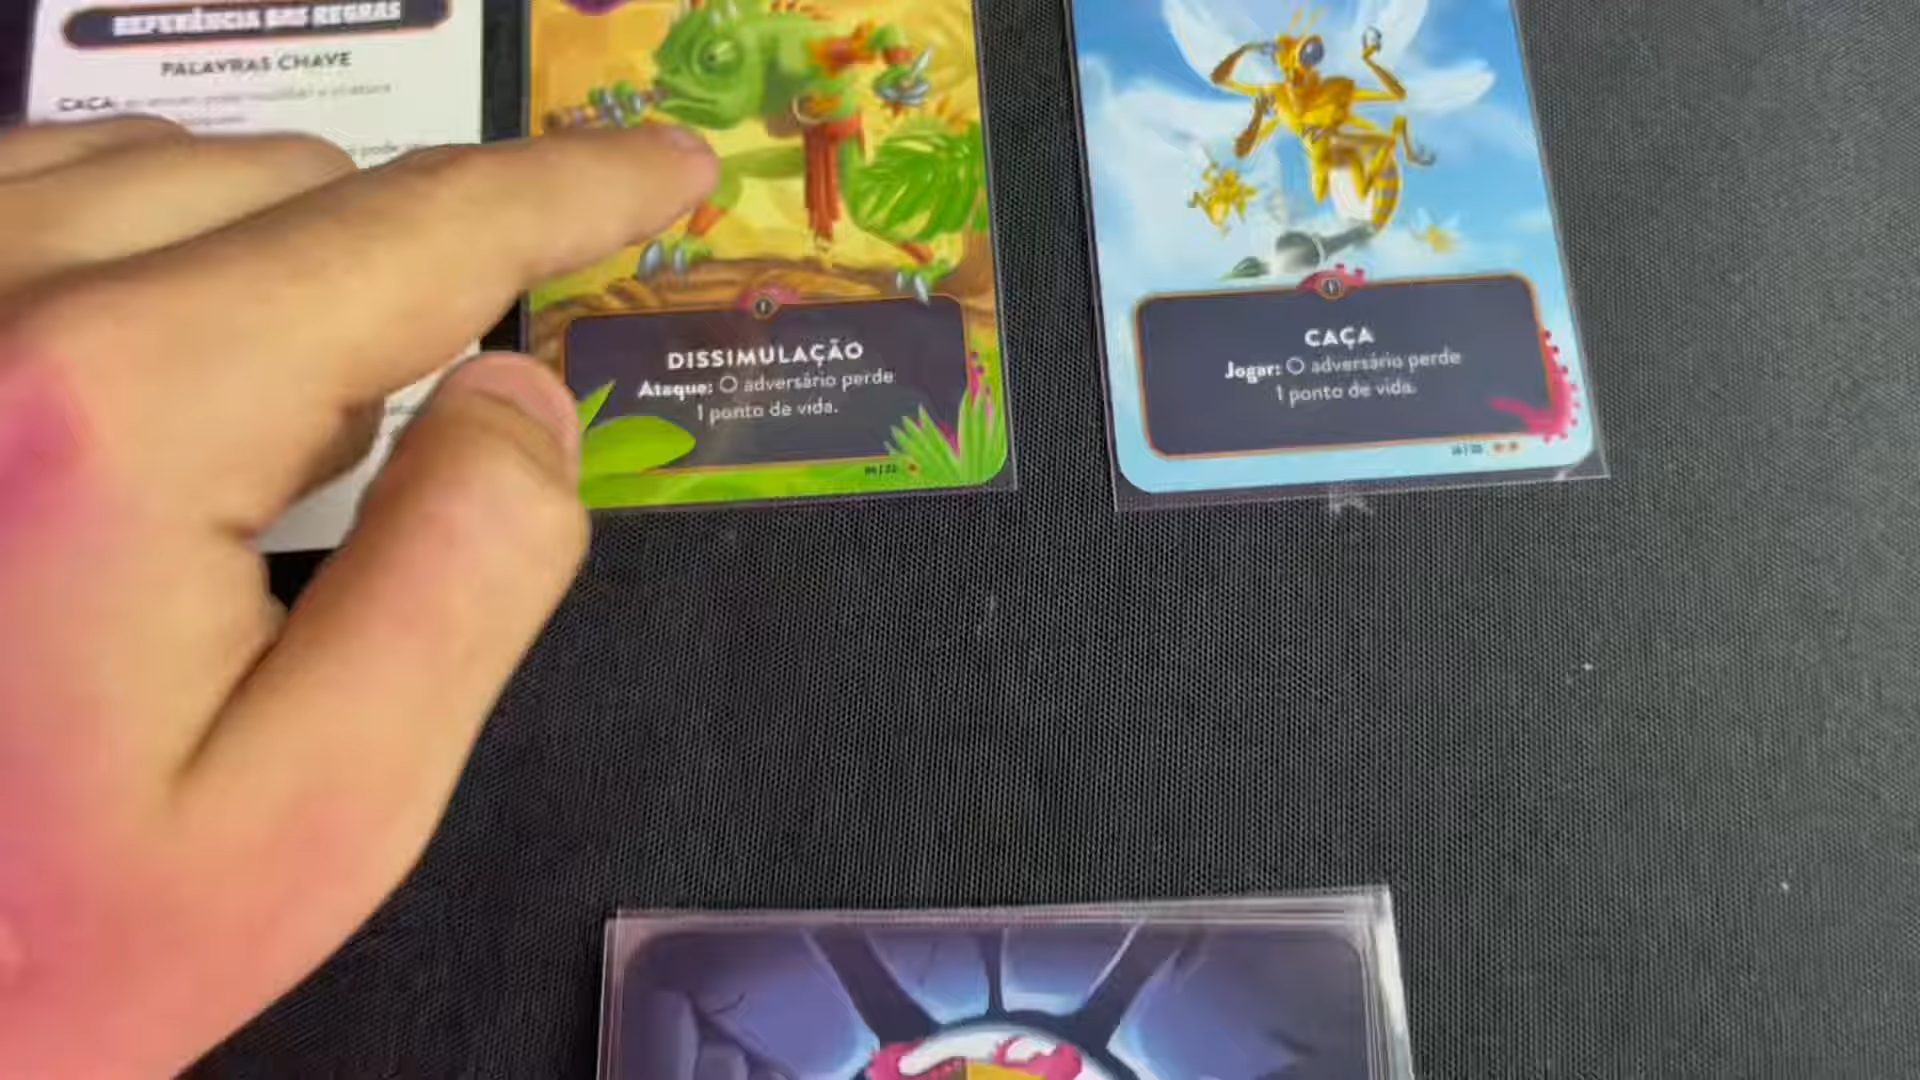 REFERÊNCIA DAS REGRAS
PALAVRAS CHAVE
CAÇA:
pode
DISSIMULAÇÃO
Ataque: O adversário perde
1 ponto de vida.
CAÇA
Jogar: O adversário perde
1 ponto de vida.